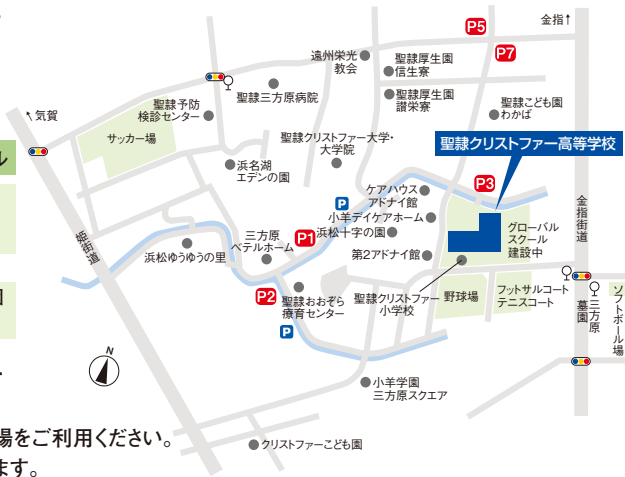 P5
金指↑
遠州栄光
教会
聖隷厚生園
信生寮
P7
聖隷三方原病院
聖隷厚生園
讃栄寮
↖気賀
聖隷予防
検診センター
聖隷こども園
わかば
サッカー場
聖隷クリストファー大学・
大学院
聖隷クリストファー高等学校
ル
浜名湖
エデンの園
ケアハウス
アドナイ館
P3
P
小羊デイケアホーム
金指街道
姫街道
P1
浜松十字の園
グローバル
スクール
建設中
三方原
ベテルホーム
浜松ゆうゆうの里
第2アドナイ館
P2
聖隷おおぞら
療育センター
聖隷クリストファー
小学校
野球場
フットサルコート
テニスコート
三方原
墓園
ソフトボール場
P
N
小羊学園
三方原スクエア
クリストファーこども園
場をご利用ください。
ます。